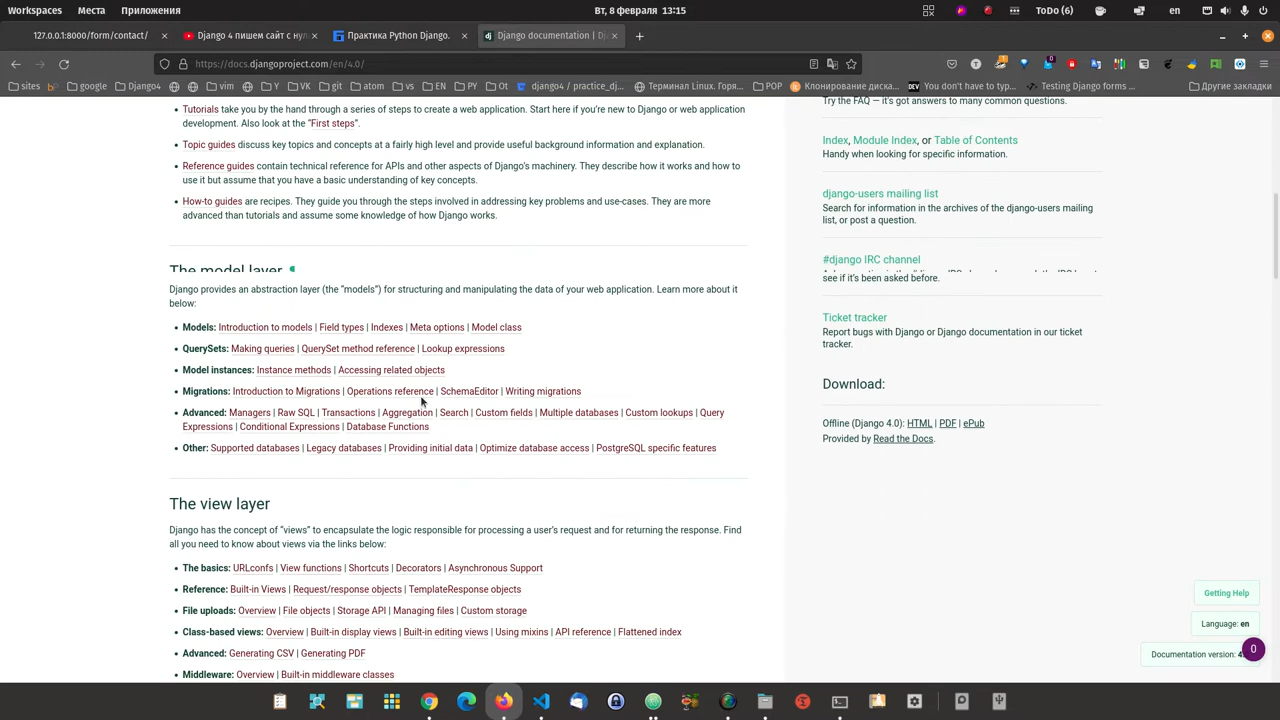 Workspaces Места Приложения Вт, 8 февраля 13:15 ToDo (6) en
127.0.0.1:8000/form/contact/ Django 4 пишем сайт с нул Практика Python Django. Django documentation | Dj
https://docs.djangoproject.com/en/4.0/
sites google Django4 vim Y VK git atom vs EN PY Ot django4 / practice_dj... Терминал Linux. Горя... POP Клонирование диска... You don't have to typ... Testing Django forms ... Другие закладки
Tutorials take you by the hand through a series of steps to create a web application. Start here if you're new to Django or web application
development. Also look at the “First steps”.
Topic guides discuss key topics and concepts at a fairly high level and provide useful background information and explanation.
Reference guides contain technical reference for APIs and other aspects of Django's machinery. They describe how it works and how to
use it but assume that you have a basic understanding of key concepts.
How-to guides are recipes. They guide you through the steps involved in addressing key problems and use-cases. They are more
advanced than tutorials and assume some knowledge of how Django works.
The model layer
Django provides an abstraction layer (the “models”) for structuring and manipulating the data of your web application. Learn more about it
below:
Models: Introduction to models | Field types | Indexes | Meta options | Model class
QuerySets: Making queries | QuerySet method reference | Lookup expressions
Model instances: Instance methods | Accessing related objects
Migrations: Introduction to Migrations | Operations reference | SchemaEditor | Writing migrations
Advanced: Managers | Raw SQL | Transactions | Aggregation | Search | Custom fields | Multiple databases | Custom lookups | Query
Expressions | Conditional Expressions | Database Functions
Other: Supported databases | Legacy databases | Providing initial data | Optimize database access | PostgreSQL specific features
The view layer
Django has the concept of “views” to encapsulate the logic responsible for processing a user's request and for returning the response. Find
all you need to know about views via the links below:
The basics: URLconfs | View functions | Shortcuts | Decorators | Asynchronous Support
Reference: Built-in Views | Request/response objects | TemplateResponse objects
File uploads: Overview | File objects | Storage API | Managing files | Custom storage
Class-based views: Overview | Built-in display views | Built-in editing views | Using mixins | API reference | Flattened index
Advanced: Generating CSV | Generating PDF
Middleware: Overview | Built-in middleware classes
Try the FAQ — it's got answers to many common questions.
Index, Module Index, or Table of Contents
Handy when looking for specific information.
django-users mailing list
Search for information in the archives of the django-users mailing
list, or post a question.
#django IRC channel
see if it's been asked before.
Ticket tracker
Report bugs with Django or Django documentation in our ticket
tracker.
Download:
Offline (Django 4.0): HTML | PDF | ePub
Provided by Read the Docs.
Getting Help
Language: en
Documentation version: 4
0